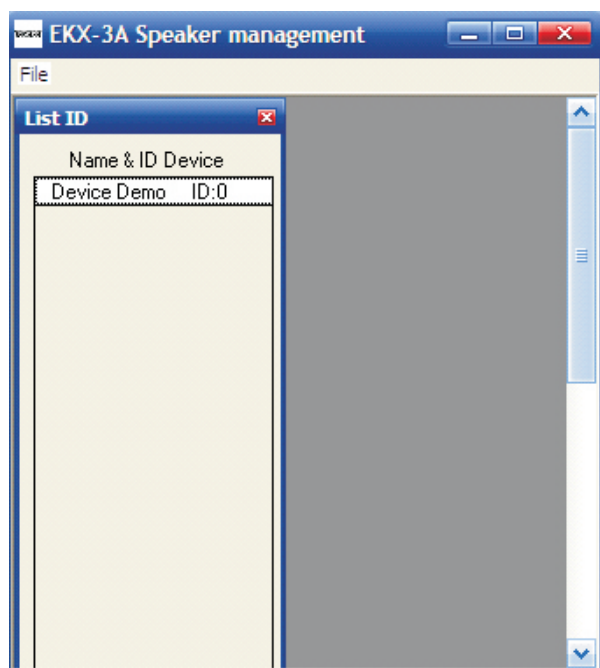 EKX-3A Speaker management
File
List ID
Name & ID Device
Device Demo ID:0